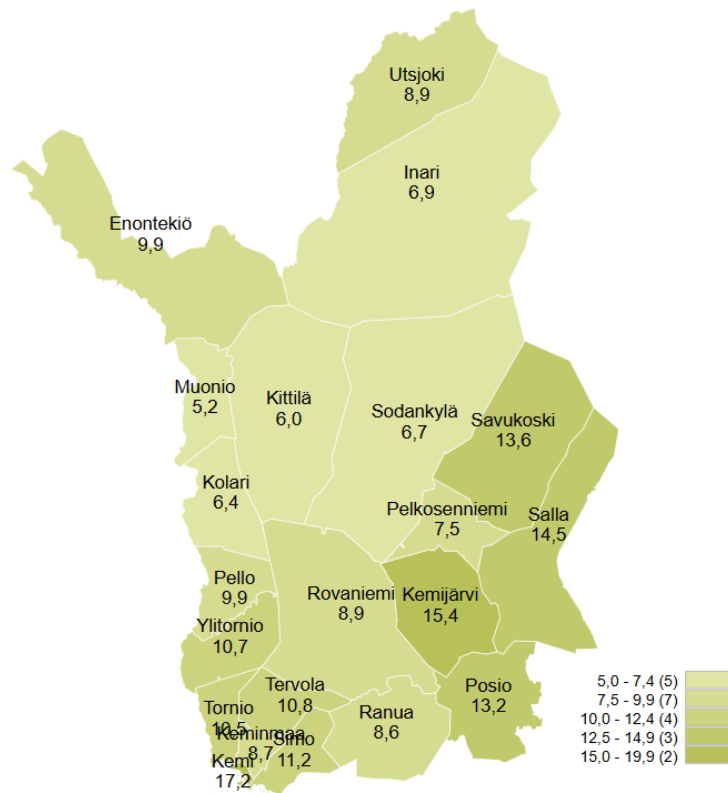 Utsjoki
8,9
Inari
6,9
Enontekiö
9,9
Muonio
5,2
Kittilä
6,0
Sodankylä
6,7
Savukoski
13,6
Kolari
6,4
Pelkosenniemi
7,5
Salla
14,5
Pello
9,9
Rovaniemi
8,9
Kemijärvi
15,4
Ylitornio
10,7
Tervola
10,8
Posio
13,2
Tornio
10,5
Ranua
8,6
Keminmaa
8,7
Simo
11,2
Kemi
17,2
5,0 - 7,4 (5)
7,5 - 9,9 (7)
10,0 - 12,4 (4)
12,5 - 14,9 (3)
15,0 - 19,9 (2)